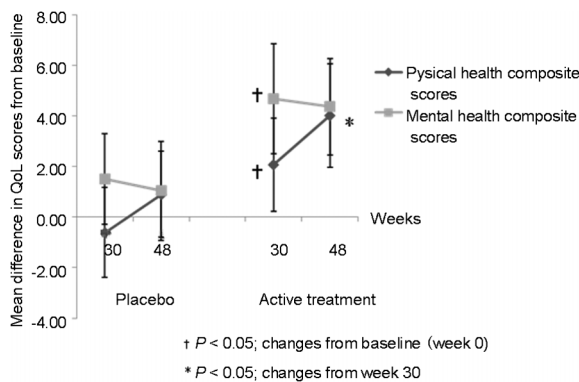 Mean difference in QoL scores from baseline
8.00
6.00
4.00
2.00
0.00
-2.00
-4.00
†
†
*
Pysical health composite
scores
Mental health composite
scores
Weeks
30 48 30 48
Placebo Active treatment
† P < 0.05; changes from baseline (week 0)
* P < 0.05; changes from week 30